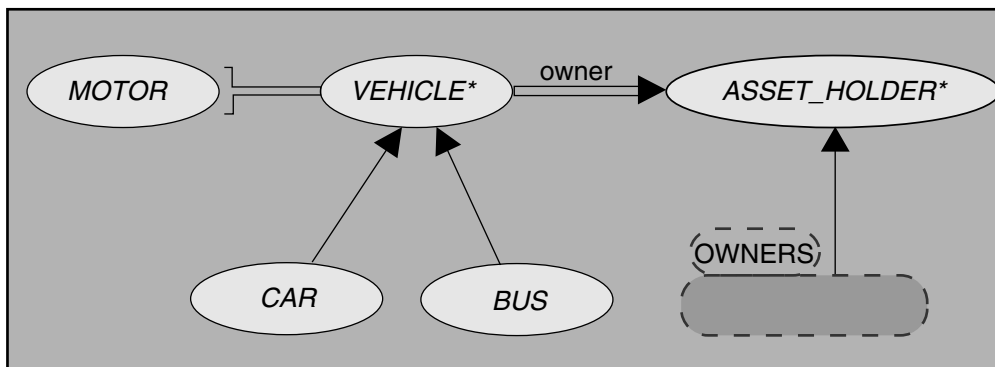 owner
MOTOR
VEHICLE*
ASSET_HOLDER*
OWNERS
CAR
BUS